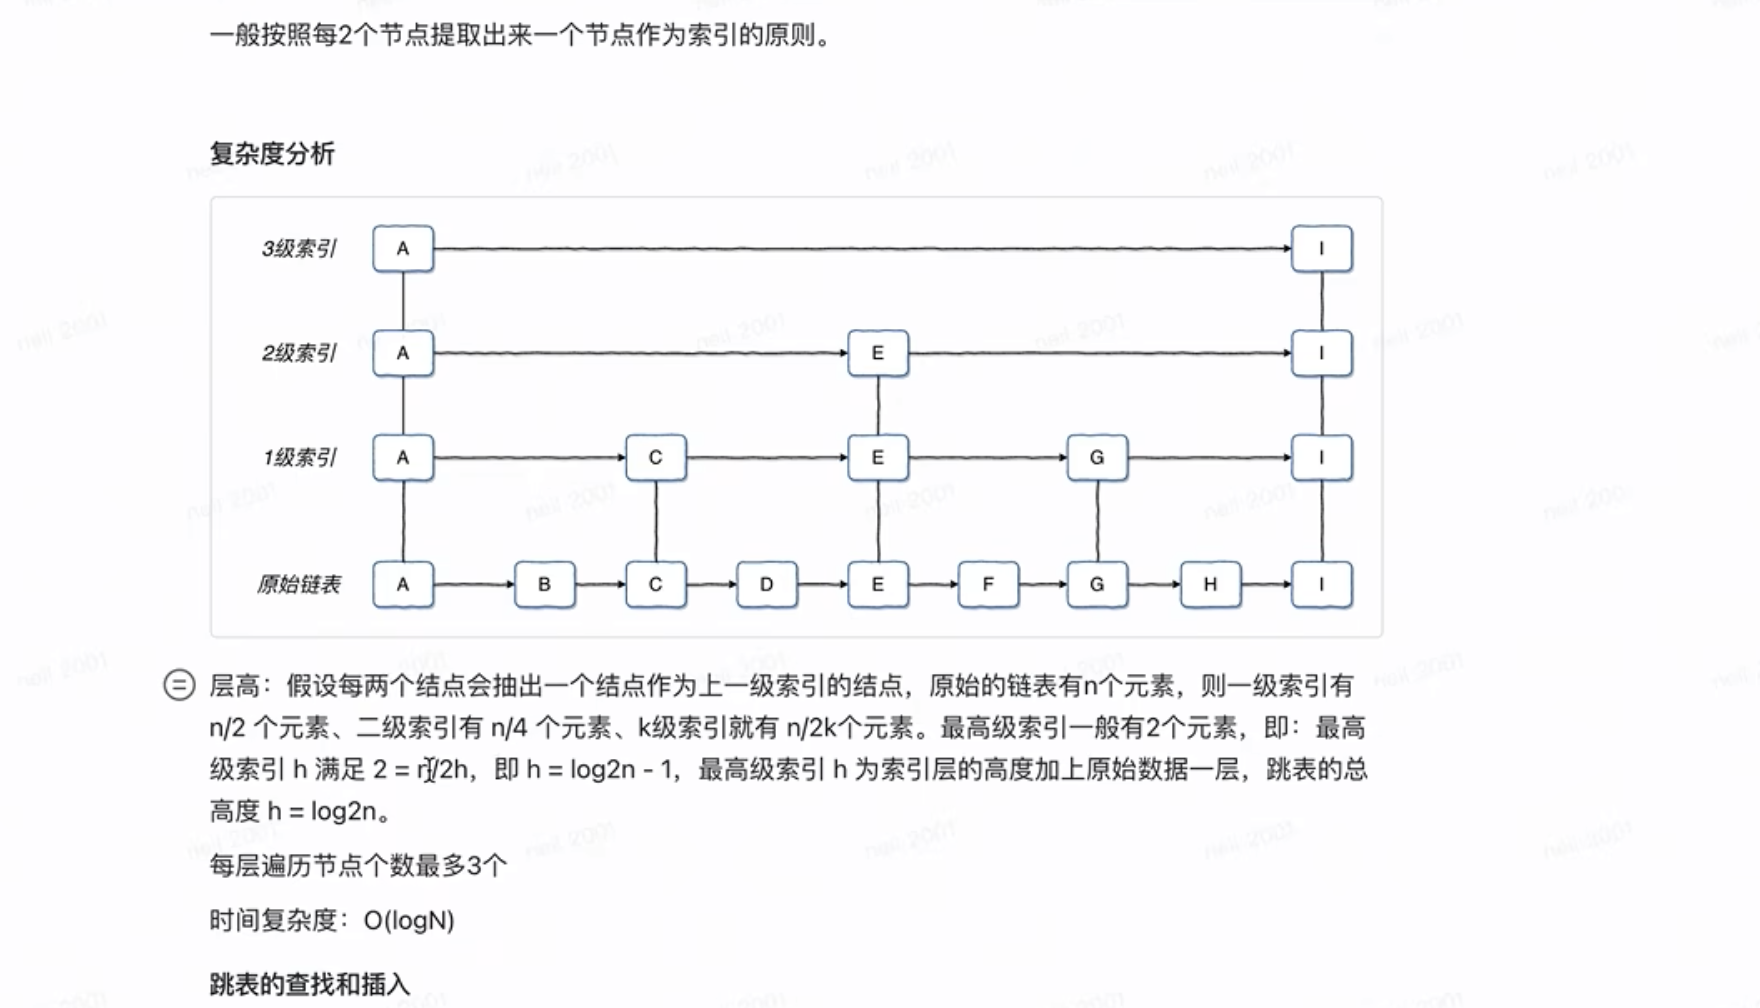 一般按照每2个节点提取出来一个节点作为索引的原则。
复杂度分析
3级索引 A I
2级索引 A E I
1级索引 A C E G I
原始链表 A B C D E F G H I
层高：假设每两个结点会抽出一个结点作为上一级索引的结点，原始的链表有n个元素，则一级索引有
n/2 个元素、二级索引有 n/4 个元素、k级索引就有 n/2k个元素。最高级索引一般有2个元素，即：最高
级索引 h 满足 2 = n/2h，即 h = log2n - 1，最高级索引 h 为索引层的高度加上原始数据一层，跳表的总
高度 h = log2n。
每层遍历节点个数最多3个
时间复杂度：O(logN)
跳表的查找和插入
neil 2001